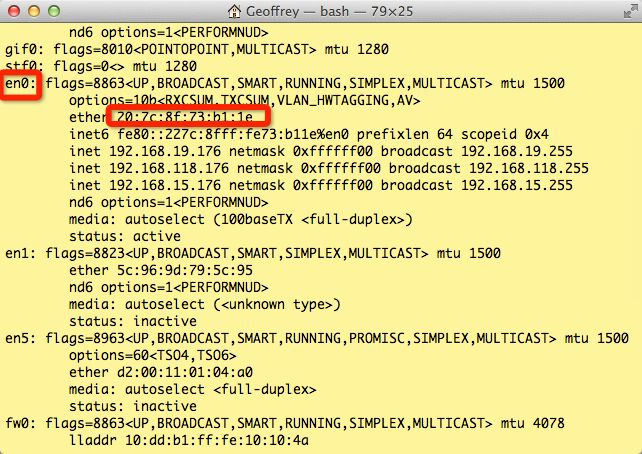 Geoffrey — bash — 79×25
nd6 options=1<PERFORMNUD>
gif0: flags=8010<POINTOPOINT,MULTICAST> mtu 1280
stf0: flags=0<> mtu 1280
en0: flags=8863<UP,BROADCAST,SMART,RUNNING,SIMPLEX,MULTICAST> mtu 1500
options=10b<RXCSUM,TXCSUM,VLAN_HWTAGGING,AV>
ether 20:7c:8f:73:b1:1e
inet6 fe80::227c:8fff:fe73:b11e%en0 prefixlen 64 scopeid 0x4
inet 192.168.19.176 netmask 0xffffff00 broadcast 192.168.19.255
inet 192.168.118.176 netmask 0xffffff00 broadcast 192.168.118.255
inet 192.168.15.176 netmask 0xffffff00 broadcast 192.168.15.255
nd6 options=1<PERFORMNUD>
media: autoselect (100baseTX <full-duplex>)
status: active
en1: flags=8823<UP,BROADCAST,SMART,SIMPLEX,MULTICAST> mtu 1500
ether 5c:96:9d:79:5c:95
nd6 options=1<PERFORMNUD>
media: autoselect (<unknown type>)
status: inactive
en5: flags=8963<UP,BROADCAST,SMART,RUNNING,PROMISC,SIMPLEX,MULTICAST> mtu 1500
options=60<TSO4,TSO6>
ether d2:00:11:01:04:a0
media: autoselect <full-duplex>
status: inactive
fw0: flags=8863<UP,BROADCAST,SMART,RUNNING,SIMPLEX,MULTICAST> mtu 4078
lladdr 10:dd:b1:ff:fe:10:10:4a